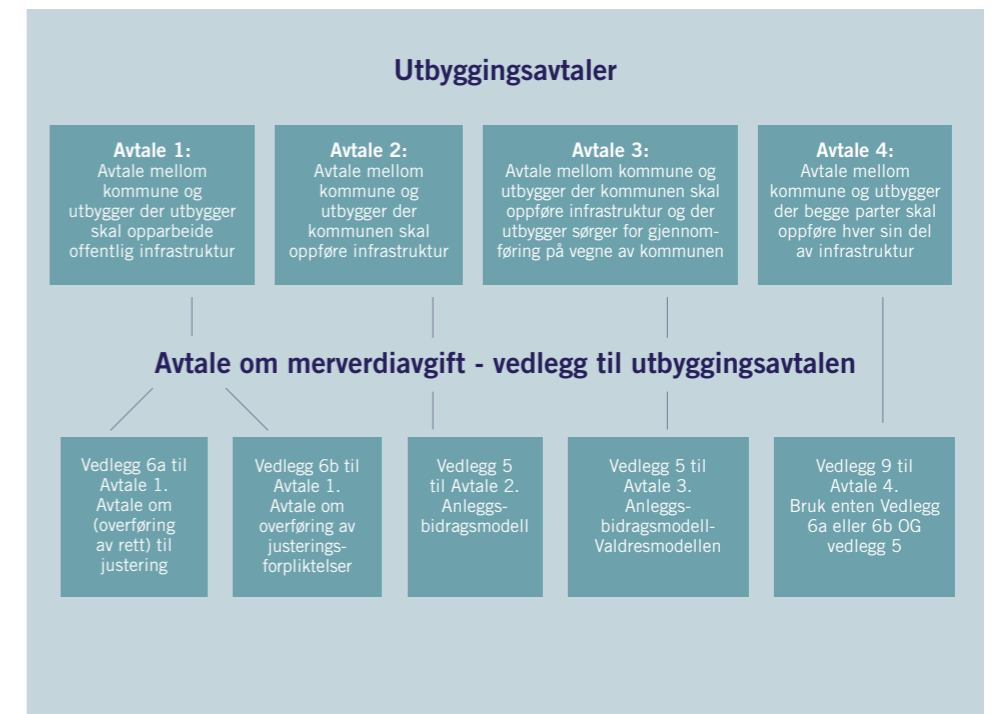 Utbyggingsavtaler
Avtale 1:
Avtale mellom
kommune og
utbygger der utbygger
skal opparbeide
offentlig infrastruktur
Avtale 2:
Avtale mellom
kommune og
utbygger der
kommunen skal
oppføre infrastruktur
Avtale 3:
Avtale mellom kommune og
utbygger der kommunen skal
oppføre infrastruktur og der
utbygger sørger for gjennom-
føring på vegne av kommunen
Avtale 4:
Avtale mellom
kommune og utbygger
der begge parter skal
oppføre hver sin del
av infrastruktur
Avtale om merverdiavgift - vedlegg til utbyggingsavtalen
Vedlegg 6a til
Avtale 1.
Avtale om
(overføring
av rett) til
justering
Vedlegg 6b til
Avtale 1.
Avtale om
overføring av
justerings-
forpliktelser
Vedlegg 5
til Avtale 2.
Anleggs-
bidragsmodell
Vedlegg 5 til
Avtale 3.
Anleggs-
bidragsmodell-
Valdresmodellen
Vedlegg 9 til
Avtale 4.
Bruk enten Vedlegg
6a eller 6b OG
vedlegg 5